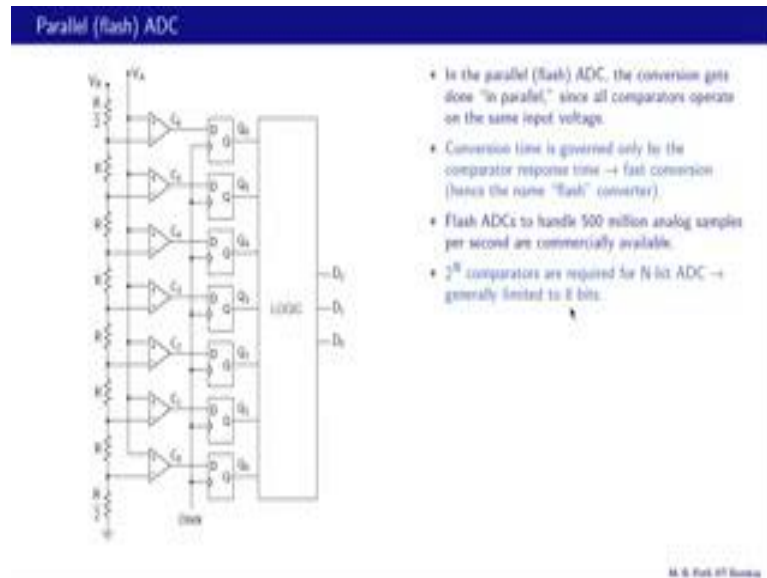 Parallel (flash) ADC
In the parallel (flash) ADC, the conversion gets
done "in parallel," since all comparators operate
on the same input voltage.
Conversion time is governed only by the
comparator response time → fast conversion
(hence the name "flash" converter).
Flash ADCs to handle 500 million analog samples
per second are commercially available.
2^N comparators are required for N-bit ADC →
generally limited to 8 bits.
V_R V_A
R
2
C_6 D Q Q_6
R
C_5 D Q Q_5
R
C_4 D Q Q_4
R
C_3 D Q Q_3
LOGIC
D_2
D_1
D_0
R
C_2 D Q Q_2
R
C_1 D Q Q_1
R
C_0 D Q Q_0
R
2
M. B. Patil, IIT Bombay